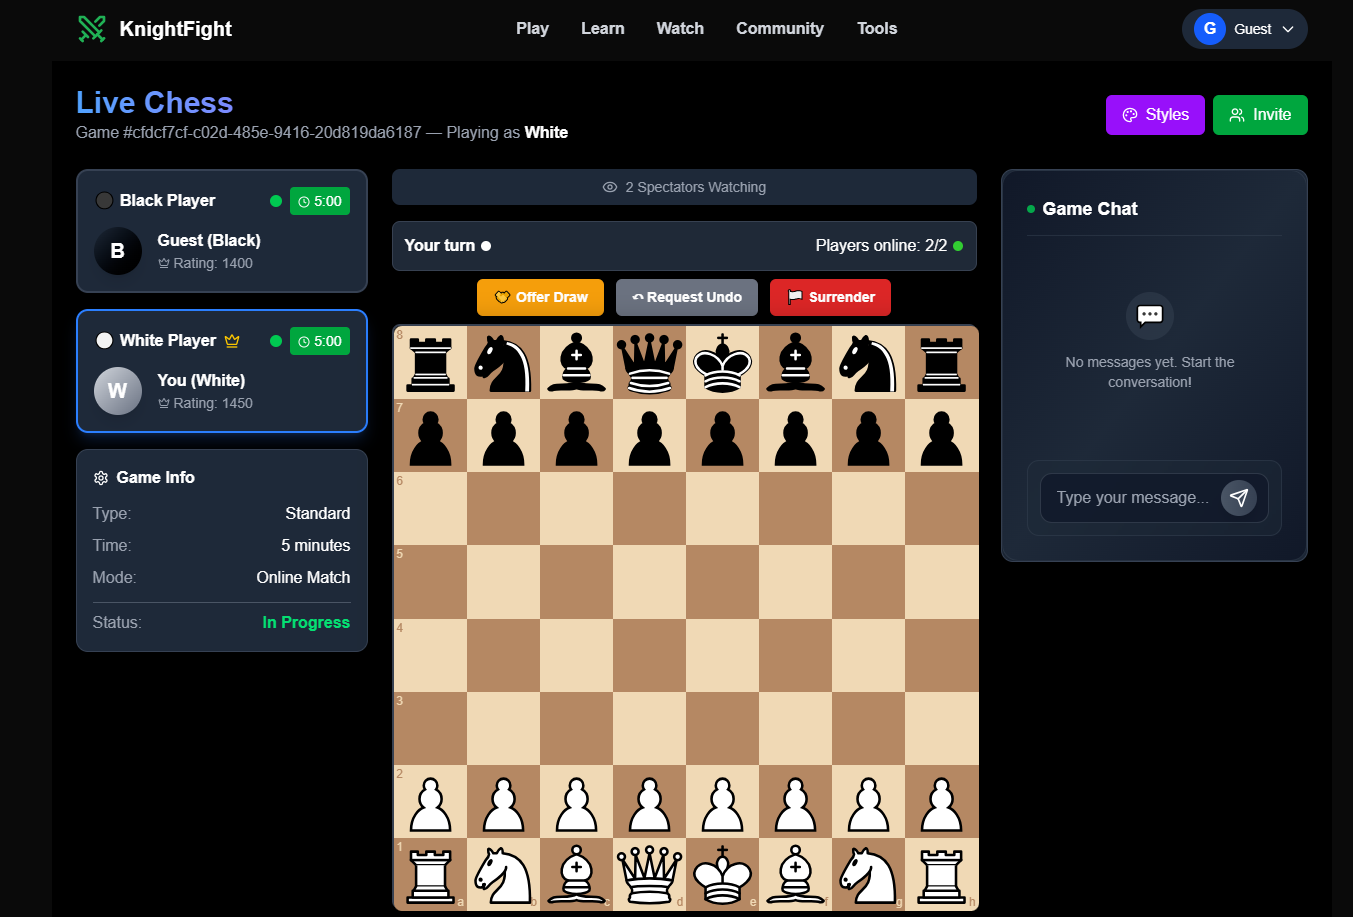 KnightFight
Play
Learn
Watch
Community
Tools
G
Guest
Live Chess
Game #cfdcf7cf-c02d-485e-9416-20d819da6187 — Playing as White
Styles
Invite
Black Player
5:00
B
Guest (Black)
Rating: 1400
White Player
5:00
W
You (White)
Rating: 1450
Game Info
Type:
Standard
Time:
5 minutes
Mode:
Online Match
Status:
In Progress
2 Spectators Watching
Your turn
Players online: 2/2
Offer Draw
Request Undo
Surrender
8
7
6
5
4
3
2
1
a
b
c
d
e
f
g
h
Game Chat
No messages yet. Start the
conversation!
Type your message...